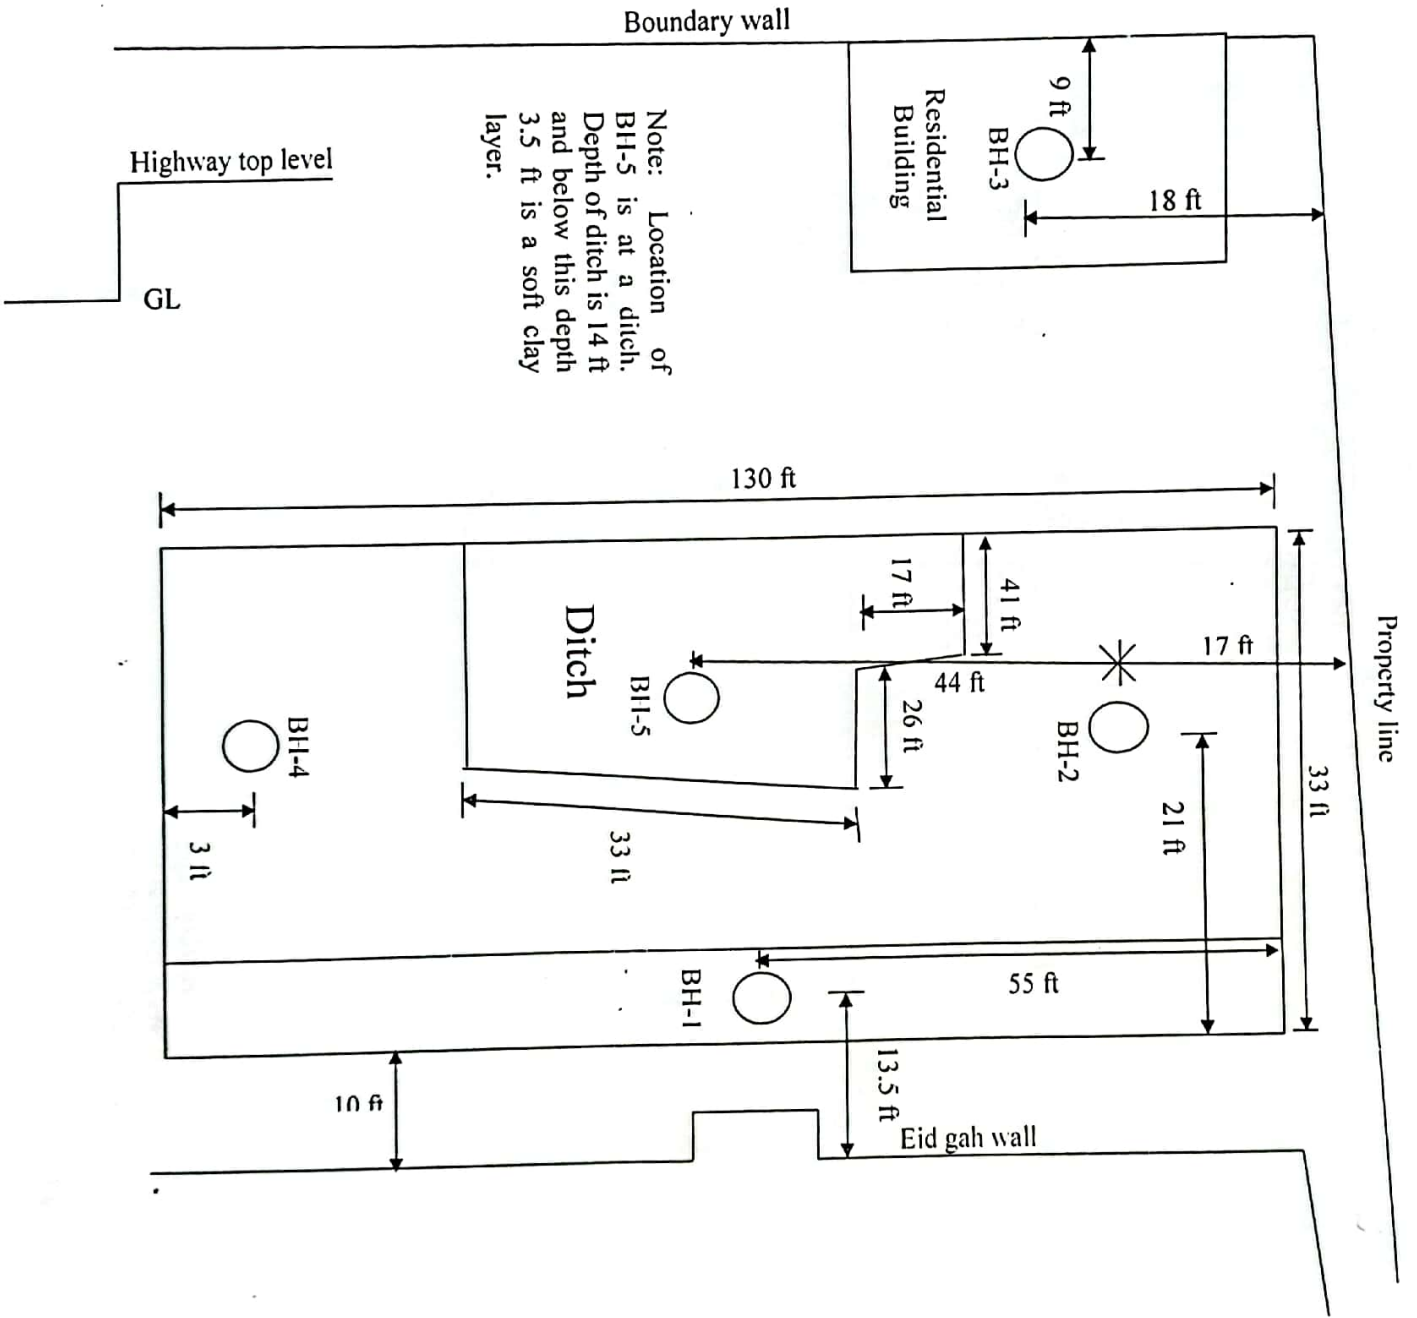 Boundary wall
9 ft
BH-3
Residential
Building
18 ft
Highway top level
GL
Note: Location of
BH-5 is at a ditch.
Depth of ditch is 14 ft
and below this depth
3.5 ft is a soft clay
layer.
130 ft
17 ft
41 ft
17 ft
Property line
Ditch
BH-5
44 ft
26 ft
BH-2
BH-4
33 ft
21 ft
3 ft
33 ft
BH-1
55 ft
13.5 ft
10 ft
Eid gah wall